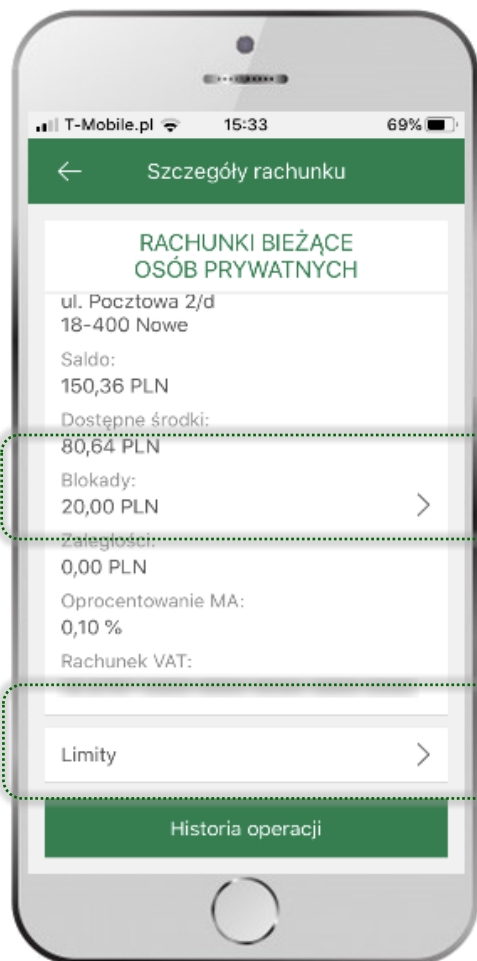 T-Mobile.pl 15:33 69%
Szczegóły rachunku
RACHUNKI BIEŻĄCE
OSÓB PRYWATNYCH
ul. Pocztowa 2/d
18-400 Nowe
Saldo:
150,36 PLN
Dostępne środki:
80,64 PLN
Blokady:
20,00 PLN
Zaległości:
0,00 PLN
Oprocentowanie MA:
0,10 %
Rachunek VAT:
Limity
Historia operacji